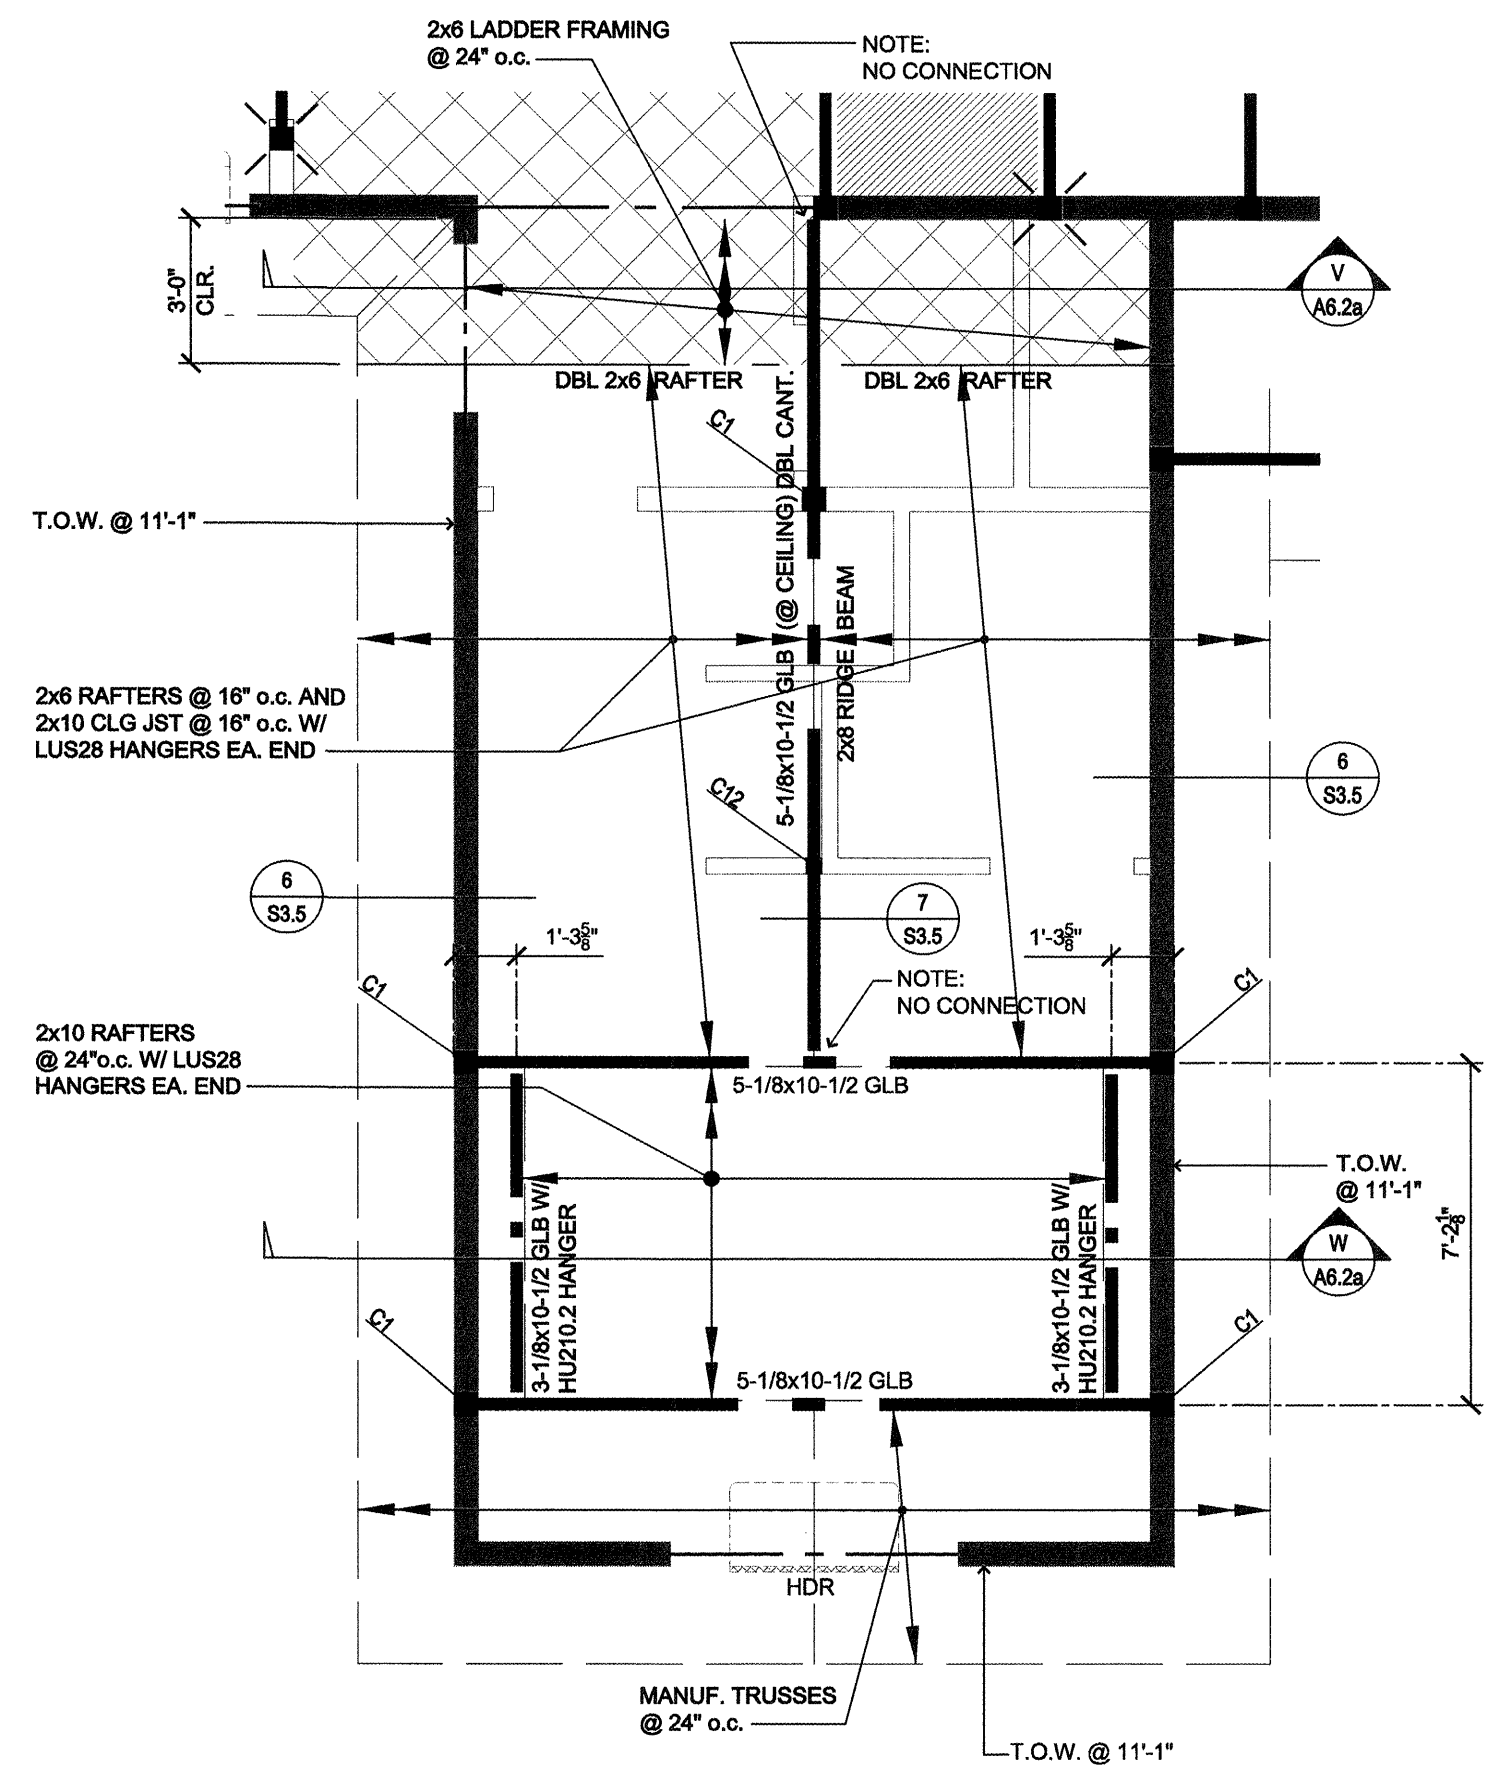 2x6 LADDER FRAMING
@ 24" o.c.
NOTE:
NO CONNECTION
3'-0"
CLR.
V
A6.2a
DBL 2x6 RAFTER
DBL 2x6 RAFTER
C1
5-1/8x10-1/2 GLB (@ CEILING) DBL CANT.
2x8 RIDGE BEAM
T.O.W. @ 11'-1"
2x6 RAFTERS @ 16" o.c. AND
2x10 CLG JST @ 16" o.c. W/
LUS28 HANGERS EA. END
6
S3.5
C12
6
S3.5
7
S3.5
1'-3 5/8"
1'-3 5/8"
NOTE:
NO CONNECTION
C1
C1
2x10 RAFTERS
@ 24"o.c. W/ LUS28
HANGERS EA. END
5-1/8x10-1/2 GLB
T.O.W.
@ 11'-1"
3-1/8x10-1/2 GLB W/
HU210.2 HANGER
3-1/8x10-1/2 GLB W/
HU210.2 HANGER
7'-2 1/8"
W
A6.2a
C1
C1
5-1/8x10-1/2 GLB
HDR
MANUF. TRUSSES
@ 24" o.c.
T.O.W. @ 11'-1"